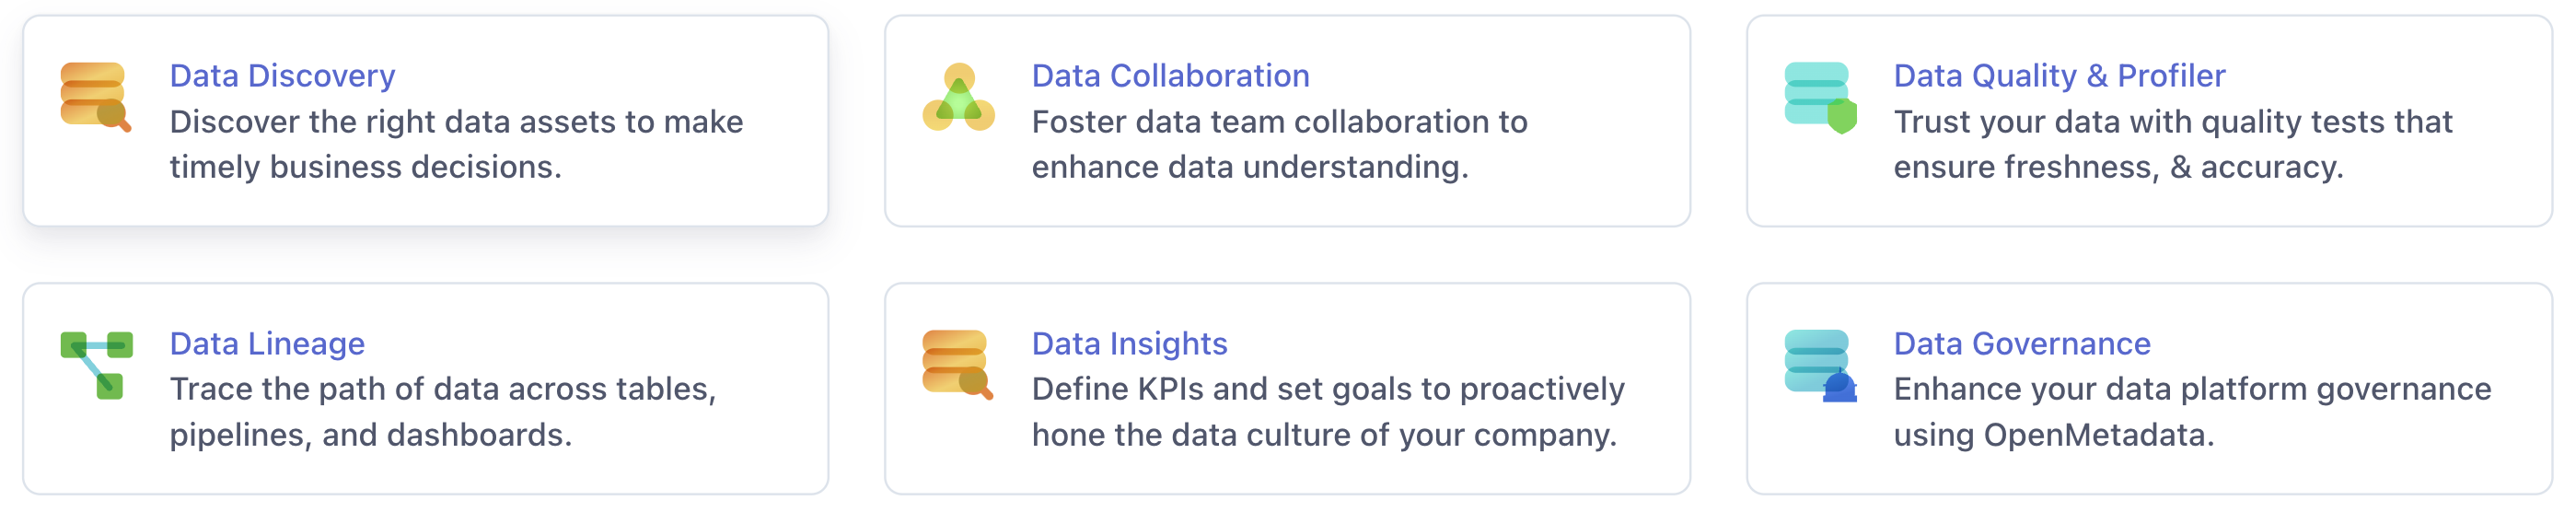 Data Discovery
Discover the right data assets to make
timely business decisions.
Data Collaboration
Foster data team collaboration to
enhance data understanding.
Data Quality & Profiler
Trust your data with quality tests that
ensure freshness, & accuracy.
Data Lineage
Trace the path of data across tables,
pipelines, and dashboards.
Data Insights
Define KPIs and set goals to proactively
hone the data culture of your company.
Data Governance
Enhance your data platform governance
using OpenMetadata.